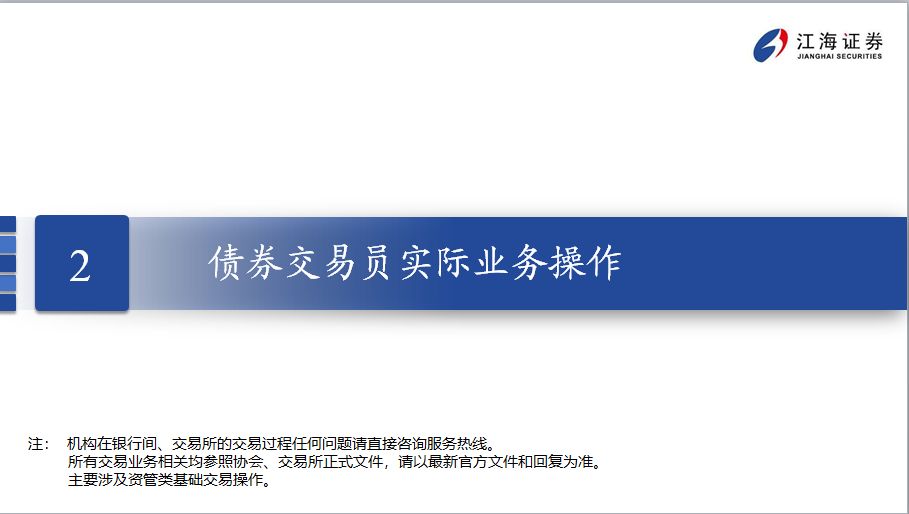 江海证券
JIANGHAI SECURITIES
2
债券交易员实际业务操作
注： 机构在银行间、交易所的交易过程任何问题请直接咨询服务热线。
所有交易业务相关均参照协会、交易所正式文件，请以最新官方文件和回复为准。
主要涉及资管类基础交易操作。